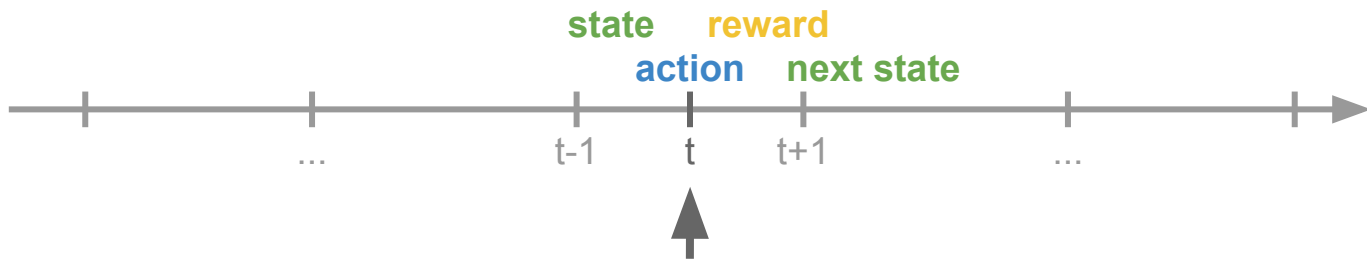 state reward
action next state
... t-1 t t+1 ...